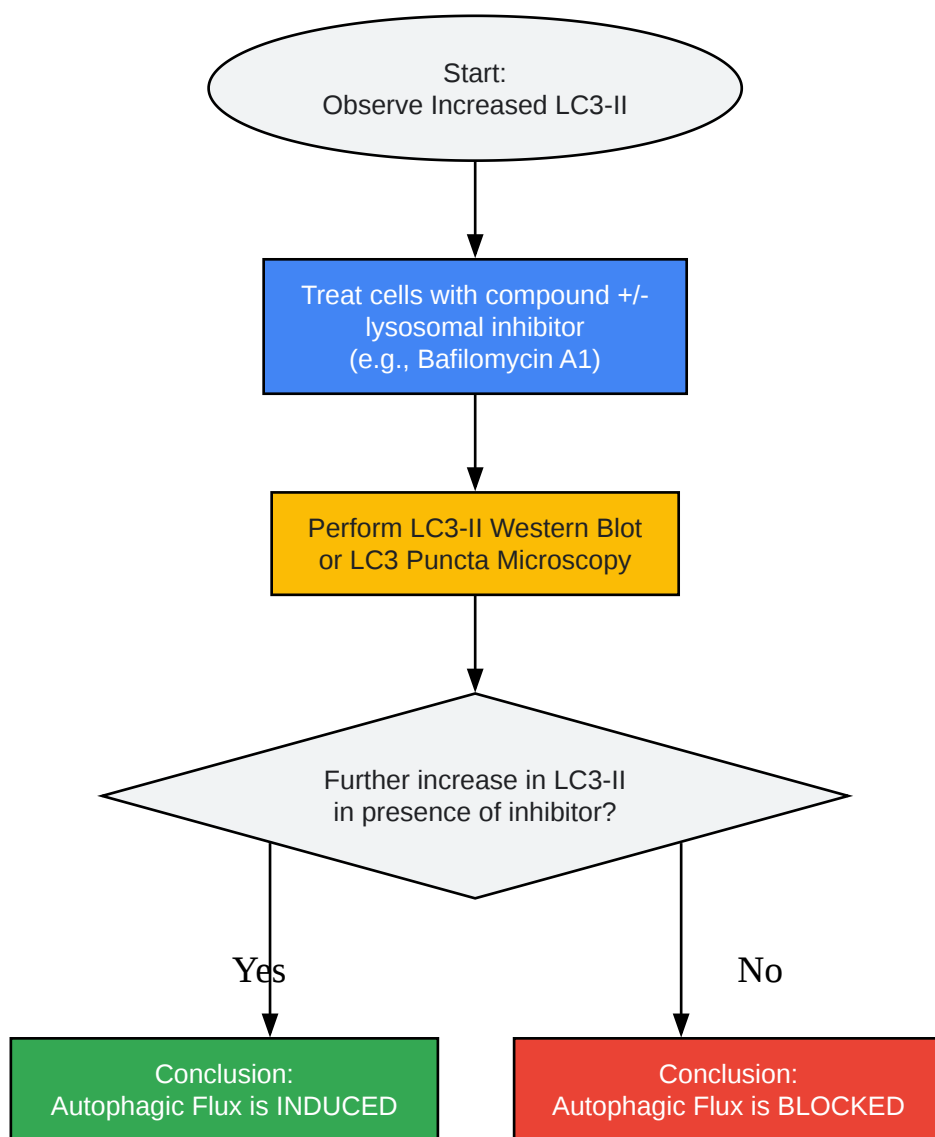 Start:
Observe Increased LC3-II
Treat cells with compound +/-
lysosomal inhibitor
(e.g., Bafilomycin A1)
Perform LC3-II Western Blot
or LC3 Puncta Microscopy
Further increase in LC3-II
in presence of inhibitor?
Yes
No
Conclusion:
Autophagic Flux is INDUCED
Conclusion:
Autophagic Flux is BLOCKED